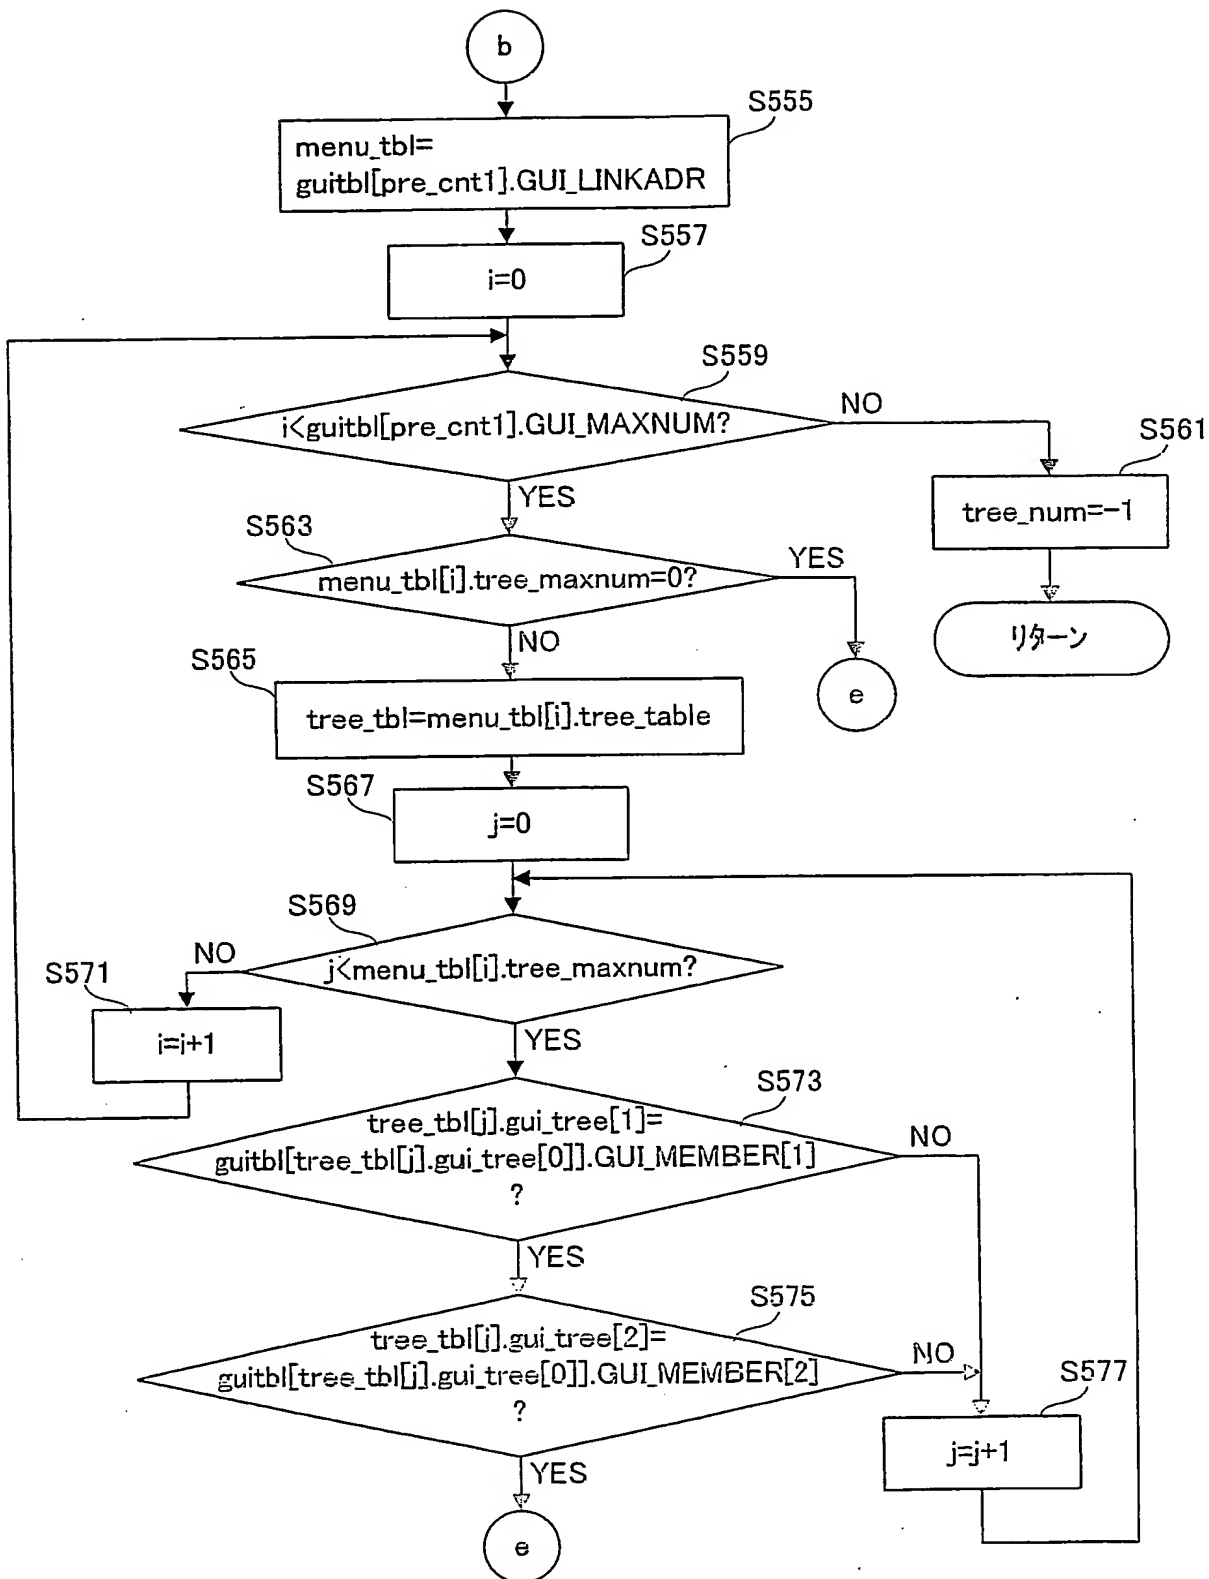 b
S555
menu_tbl=
guitbl[pre_cnt1].GUI_LINKADR
S557
i=0
S559
i<guitbl[pre_cnt1].GUI_MAXNUM?
NO
S561
tree_num=-1
リターン
YES
S563
menu_tbl[i].tree_maxnum=0?
YES
e
NO
S565
tree_tbl=menu_tbl[i].tree_table
S567
j=0
S569
j<menu_tbl[i].tree_maxnum?
NO
S571
i=i+1
YES
S573
tree_tbl[j].gui_tree[1]=
guitbl[tree_tbl[j].gui_tree[0]].GUI_MEMBER[1]
?
NO
YES
S575
tree_tbl[j].gui_tree[2]=
guitbl[tree_tbl[j].gui_tree[0]].GUI_MEMBER[2]
?
NO
S577
j=j+1
YES
e